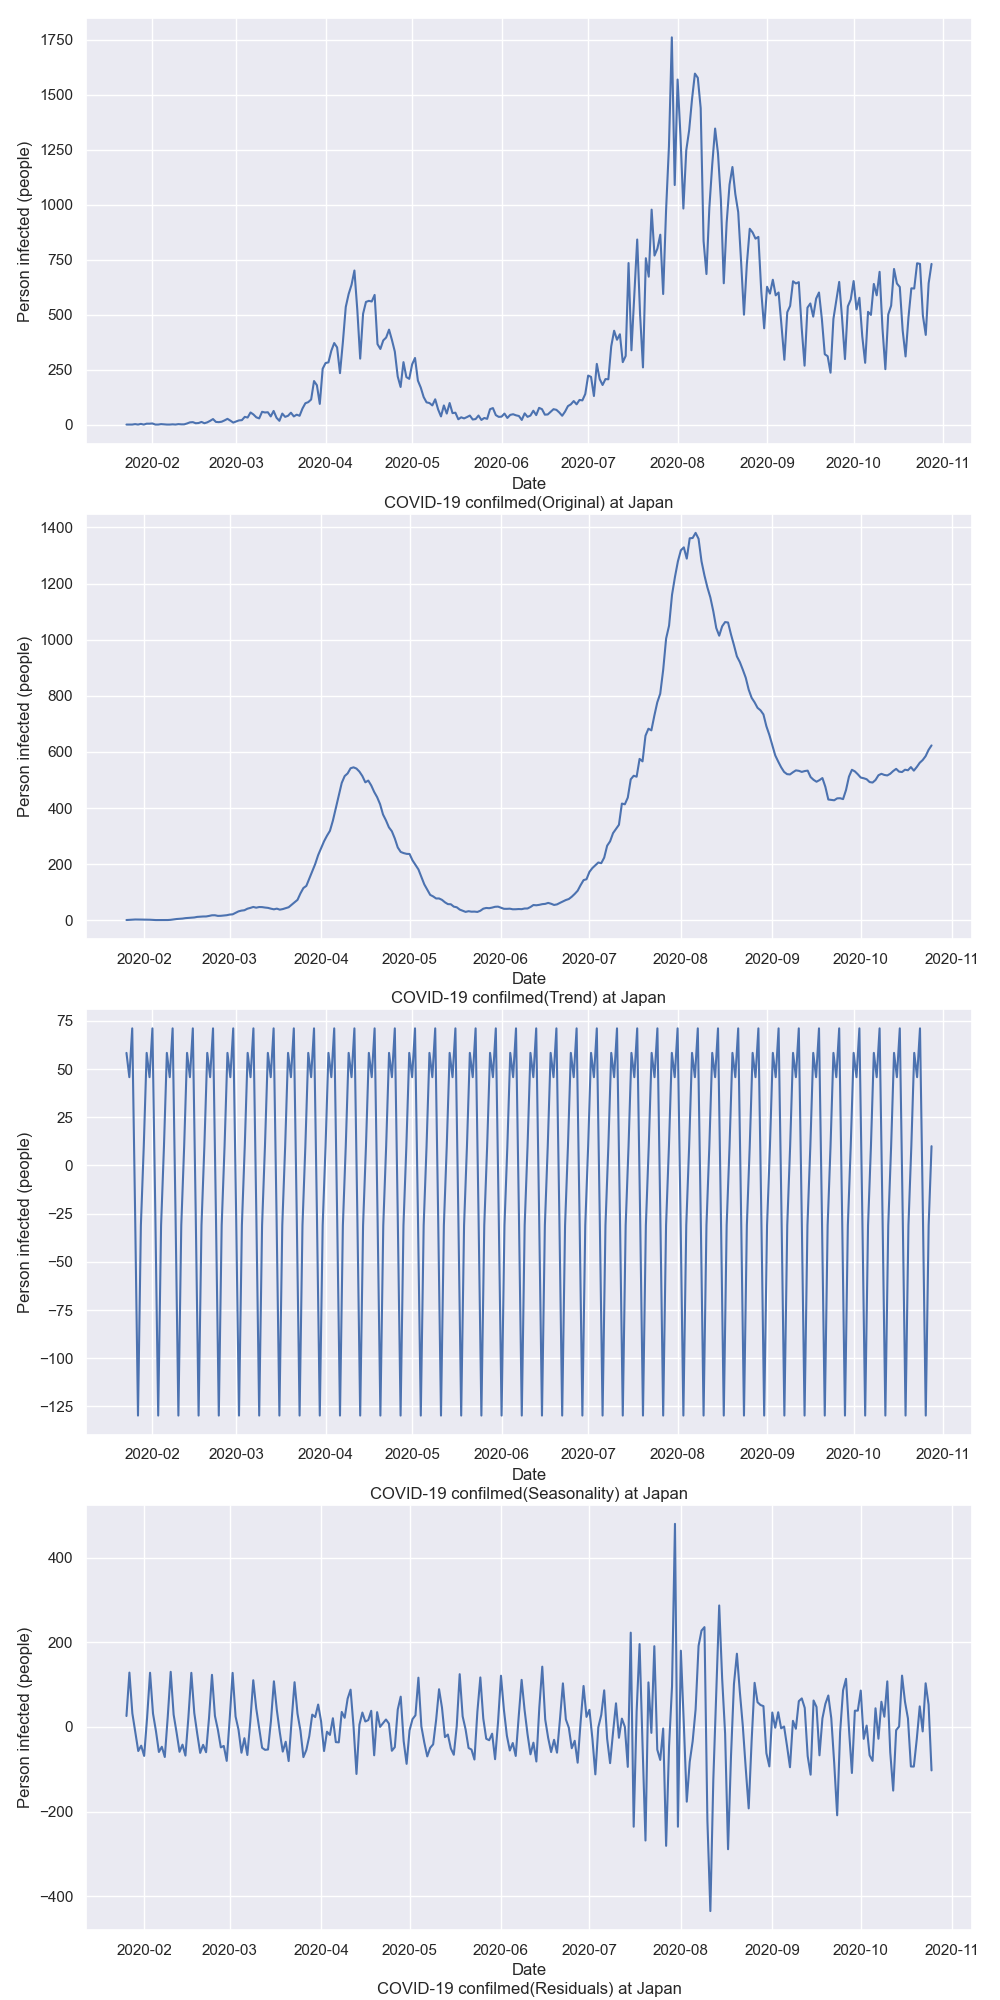 1750
1500
1250
1000
750
500
250
0
Person infected (people)
2020-02 2020-03 2020-04 2020-05 2020-06 2020-07 2020-08 2020-09 2020-10 2020-11
Date
COVID-19 confilmed(Original) at Japan
1400
1200
1000
800
600
400
200
0
Person infected (people)
2020-02 2020-03 2020-04 2020-05 2020-06 2020-07 2020-08 2020-09 2020-10 2020-11
Date
COVID-19 confilmed(Trend) at Japan
75
50
25
0
−25
−50
−75
−100
−125
Person infected (people)
2020-02 2020-03 2020-04 2020-05 2020-06 2020-07 2020-08 2020-09 2020-10 2020-11
Date
COVID-19 confilmed(Seasonality) at Japan
400
200
0
−200
−400
Person infected (people)
2020-02 2020-03 2020-04 2020-05 2020-06 2020-07 2020-08 2020-09 2020-10 2020-11
Date
COVID-19 confilmed(Residuals) at Japan